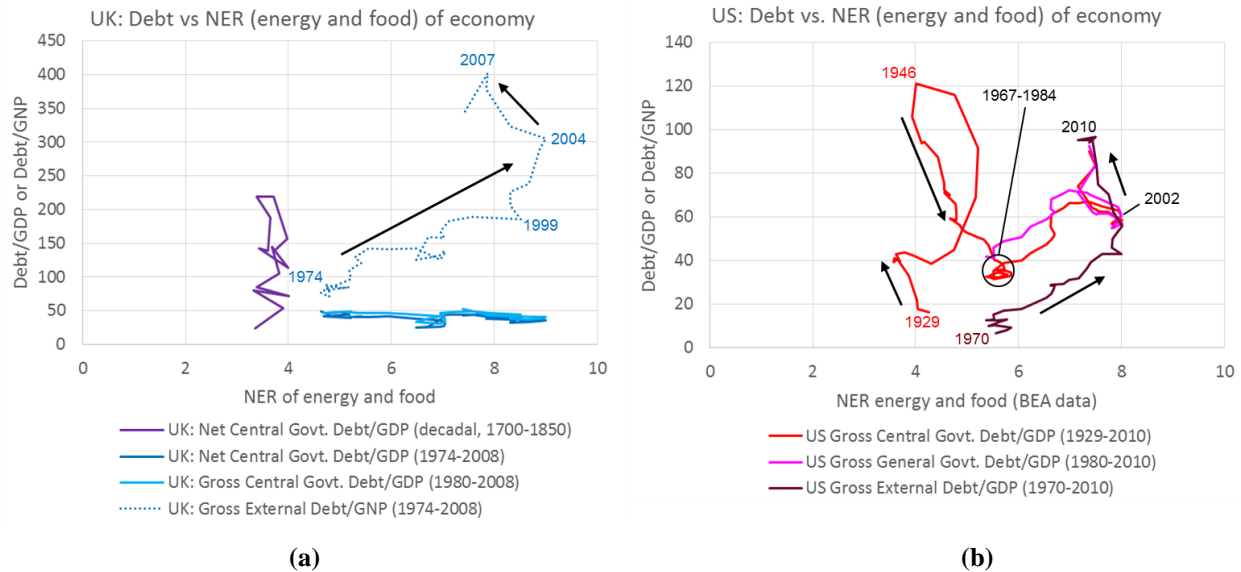 UK: Debt vs NER (energy and food) of economy
450
400
350
300
250
200
150
100
50
0
Debt/GDP or Debt/GNP
2007
2004
1999
1974
0 2 4 6 8 10
NER of energy and food
UK: Net Central Govt. Debt/GDP (decadal, 1700-1850)
UK: Net Central Govt. Debt/GDP (1974-2008)
UK: Gross Central Govt. Debt/GDP (1980-2008)
UK: Gross External Debt/GNP (1974-2008)
(a)
US: Debt vs. NER (energy and food) of economy
140
120
100
80
60
40
20
0
Debt/GDP or Debt/GNP
1946
1967-1984
2010
2002
1929
1970
0 2 4 6 8 10
NER energy and food (BEA data)
US Gross Central Govt. Debt/GDP (1929-2010)
US Gross General Govt. Debt/GDP (1980-2010)
US Gross External Debt/GDP (1970-2010)
(b)